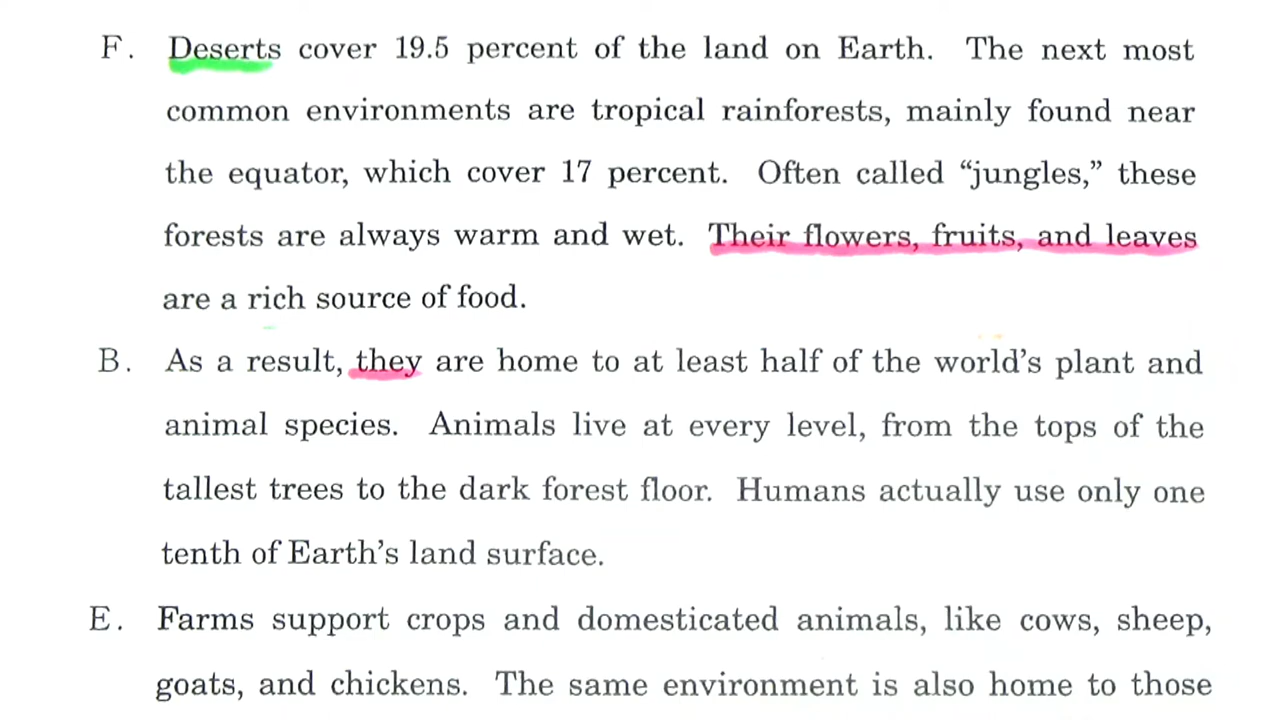 F. Deserts cover 19.5 percent of the land on Earth. The next most
common environments are tropical rainforests, mainly found near
the equator, which cover 17 percent. Often called “jungles,” these
forests are always warm and wet. Their flowers, fruits, and leaves
are a rich source of food.
B. As a result, they are home to at least half of the world’s plant and
animal species. Animals live at every level, from the tops of the
tallest trees to the dark forest floor. Humans actually use only one
tenth of Earth’s land surface.
E. Farms support crops and domesticated animals, like cows, sheep,
goats, and chickens. The same environment is also home to those